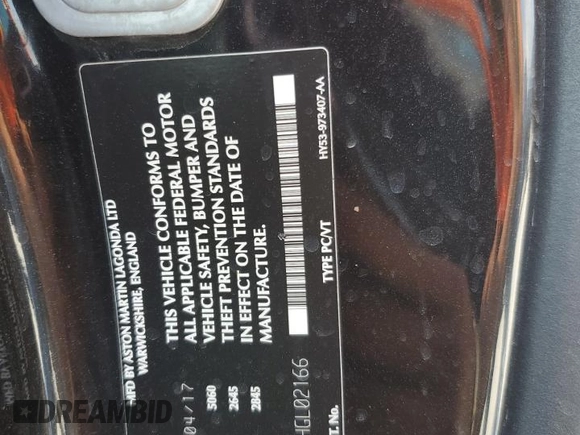 MFD BY ASTON MARTIN LAGONDA LTD
WARWICKSHIRE, ENGLAND
04/17
5060
2645
2845
THIS VEHICLE CONFORMS TO
ALL APPLICABLE FEDERAL MOTOR
VEHICLE SAFETY, BUMPER AND
THEFT PREVENTION STANDARDS
IN EFFECT ON THE DATE OF
MANUFACTURE.
HGL02166
TYPE PC/VT
T. No.
HY53-973407-AA
DREAMBID